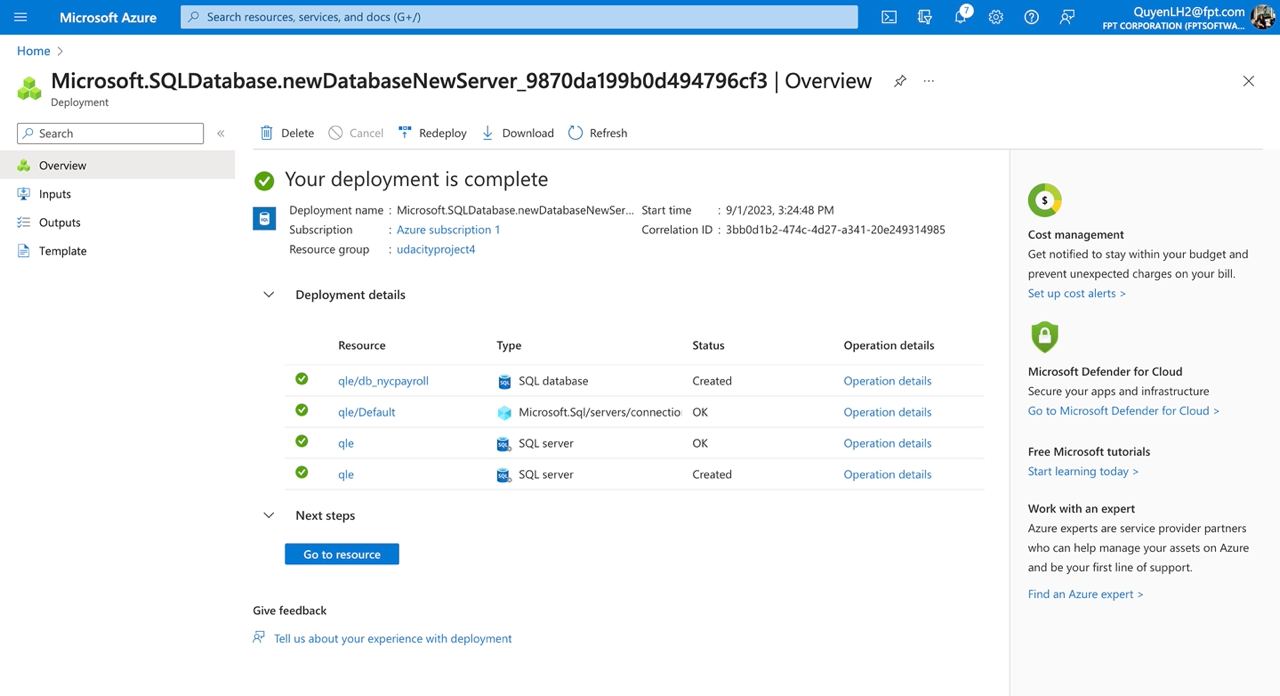 Microsoft Azure
Search resources, services, and docs (G+/)
7
QuyenLH2@fpt.com
FPT CORPORATION (FPTSOFTWA...
Home >
Microsoft.SQLDatabase.newDatabaseNewServer_9870da199b0d494796cf3 | Overview
...
Deployment
Search
«
Delete
Cancel
Redeploy
Download
Refresh
Overview
Inputs
Outputs
Template
Your deployment is complete
Deployment name : Microsoft.SQLDatabase.newDatabaseNewSer...
Subscription : Azure subscription 1
Resource group : udacityproject4
Start time : 9/1/2023, 3:24:48 PM
Correlation ID : 3bb0d1b2-474c-4d27-a341-20e249314985
Deployment details
Resource Type Status Operation details
qle/db_nycpayroll SQL database Created Operation details
qle/Default Microsoft.Sql/servers/connectio OK Operation details
qle SQL server OK Operation details
qle SQL server Created Operation details
Next steps
Go to resource
Give feedback
Tell us about your experience with deployment
$
Cost management
Get notified to stay within your budget and
prevent unexpected charges on your bill.
Set up cost alerts >
Microsoft Defender for Cloud
Secure your apps and infrastructure
Go to Microsoft Defender for Cloud >
Free Microsoft tutorials
Start learning today >
Work with an expert
Azure experts are service provider partners
who can help manage your assets on Azure
and be your first line of support.
Find an Azure expert >